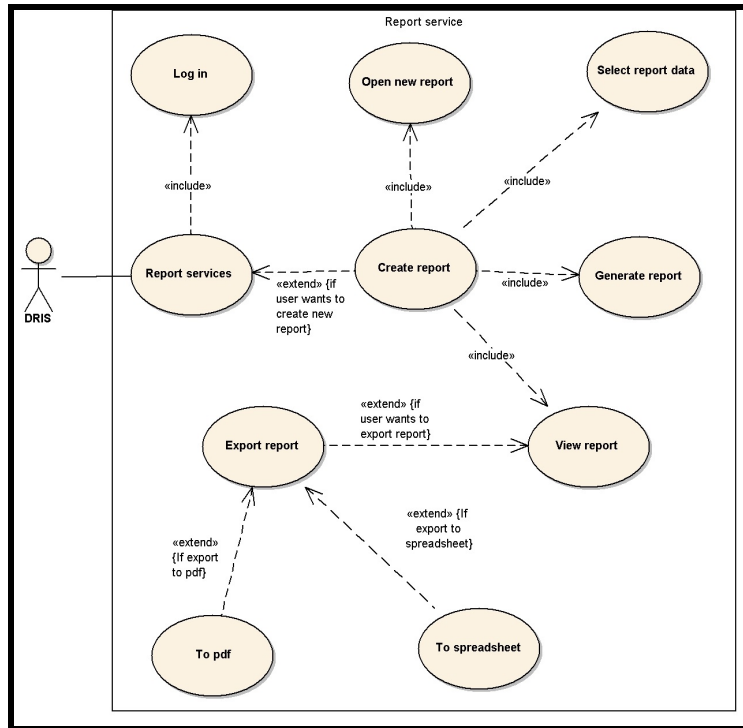 Report service
Log in
Open new report
Select report data
«include»
«include»
«include»
DRIS
Report services
Create report
Generate report
«extend» {if
user wants to
create new
report}
«include»
«include»
«extend» {if
user wants to
export report}
Export report
View report
«extend»
{If export
to pdf}
«extend» {If
export to
spreadsheet}
To pdf
To spreadsheet